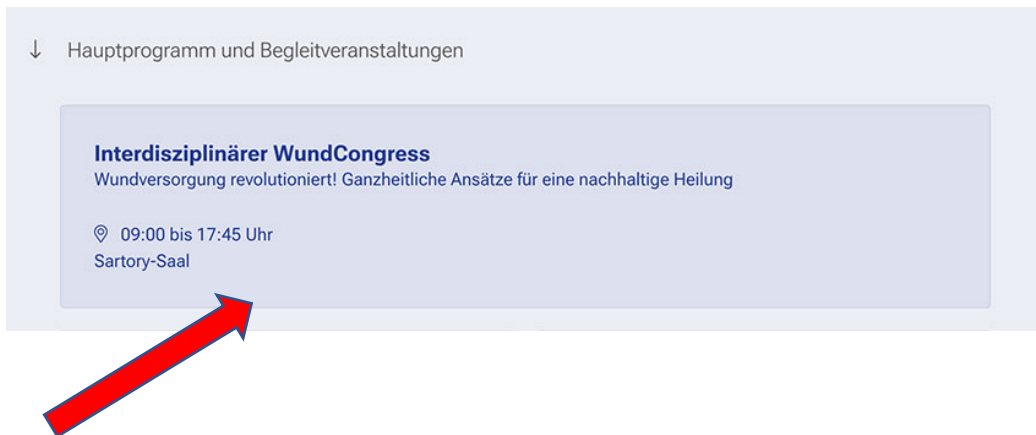 Hauptprogramm und Begleitveranstaltungen
Interdisziplinärer WundCongress
Wundversorgung revolutioniert! Ganzheitliche Ansätze für eine nachhaltige Heilung
09:00 bis 17:45 Uhr
Sartory-Saal